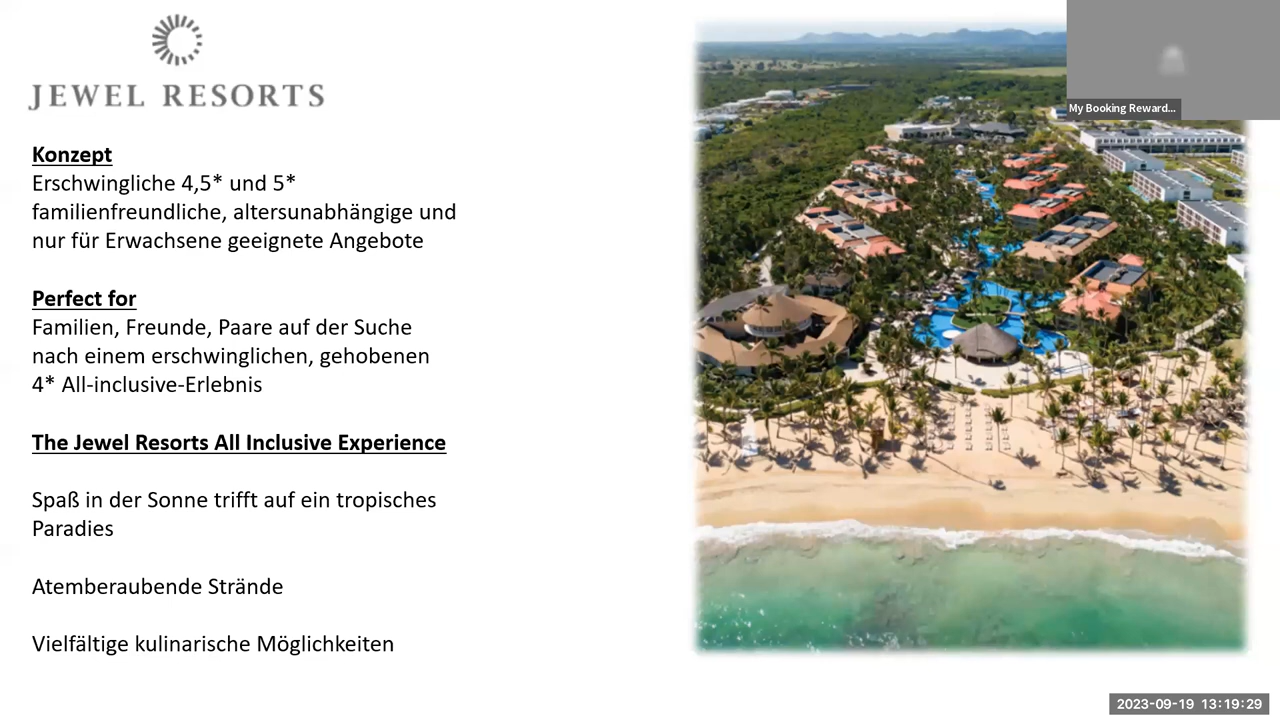 JEWEL RESORTS
Konzept
Erschwingliche 4,5* und 5*
familienfreundliche, altersunabhängige und
nur für Erwachsene geeignete Angebote
Perfect for
Familien, Freunde, Paare auf der Suche
nach einem erschwinglichen, gehobenen
4* All-inclusive-Erlebnis
The Jewel Resorts All Inclusive Experience
Spaß in der Sonne trifft auf ein tropisches
Paradies
Atemberaubende Strände
Vielfältige kulinarische Möglichkeiten
My Booking Reward...
2023-09-19 13:19:29